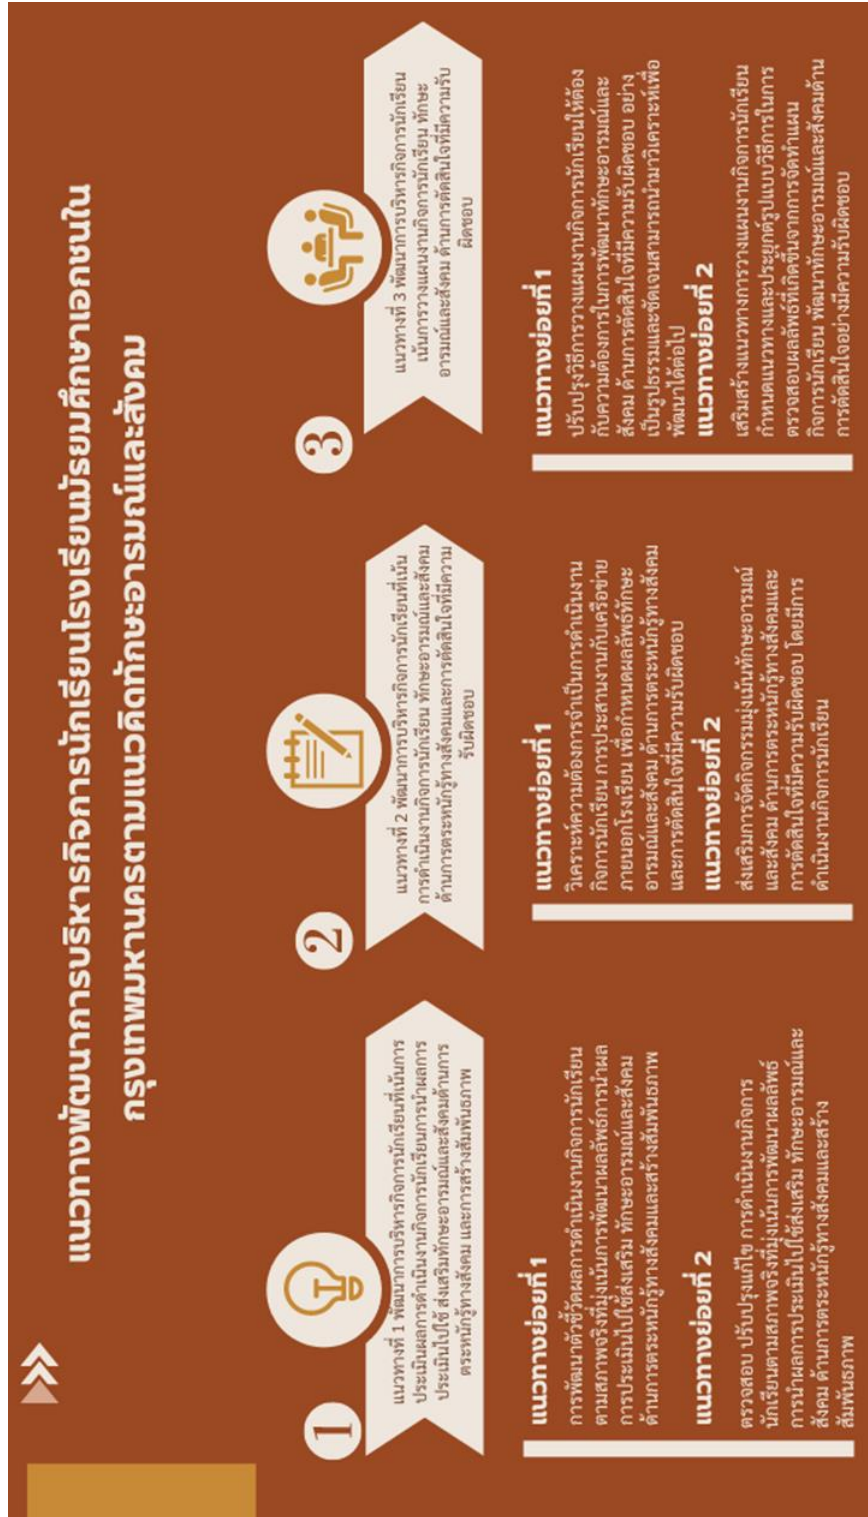 แนวทางพัฒนาการบริหารกิจการนักเรียนโรงเรียนมัธยมศึกษาเอกชนใน
กรุงเทพมหานครตามแนวคิดทักษะอารมณ์และสังคม
1
แนวทางที่ 1 พัฒนาการบริหารกิจการนักเรียนที่เน้นการ
ประเมินผลการดำเนินงานกิจการนักเรียนการนำผลการ
ประเมินไปใช้ ส่งเสริมทักษะอารมณ์และสังคมด้านการ
ตระหนักรู้ทางสังคม และการสร้างสัมพันธภาพ
แนวทางย่อยที่ 1
การพัฒนาตัวชี้วัดผลการดำเนินงานกิจการนักเรียน
ตามสภาพจริงที่มุ่งเน้นการพัฒนาผลลัพธ์การนำผล
การประเมินไปใช้ส่งเสริม ทักษะอารมณ์และสังคม
ด้านการตระหนักรู้ทางสังคมและสร้างสัมพันธภาพ
แนวทางย่อยที่ 2
ตรวจสอบ ปรับปรุงแก้ไข การดำเนินงานกิจการ
นักเรียนตามสภาพจริงที่มุ่งเน้นการพัฒนาผลลัพธ์
การนำผลการประเมินไปใช้ส่งเสริม ทักษะอารมณ์และ
สังคม ด้านการตระหนักรู้ทางสังคมและสร้าง
สัมพันธภาพ
2
แนวทางที่ 2 พัฒนาการบริหารกิจการนักเรียนที่เน้น
การดำเนินงานกิจการนักเรียน ทักษะอารมณ์และสังคม
ด้านการตระหนักรู้ทางสังคมและการตัดสินใจที่มีความ
รับผิดชอบ
แนวทางย่อยที่ 1
วิเคราะห์ความต้องการจำเป็นการดำเนินงาน
กิจการนักเรียน การประสานงานกับเครือข่าย
ภายนอกโรงเรียน เพื่อกำหนดผลลัพธ์ทักษะ
อารมณ์และสังคม ด้านการตระหนักรู้ทางสังคม
และการตัดสินใจที่มีความรับผิดชอบ
แนวทางย่อยที่ 2
ส่งเสริมการจัดกิจกรรมมุ่งเน้นทักษะอารมณ์
และสังคม ด้านการตระหนักรู้ทางสังคมและ
การตัดสินใจที่มีความรับผิดชอบ โดยมีการ
ดำเนินงานกิจการนักเรียน
3
แนวทางที่ 3 พัฒนาการบริหารกิจการนักเรียน
เน้นการวางแผนงานกิจการนักเรียน ทักษะ
อารมณ์และสังคม ด้านการตัดสินใจที่มีความรับ
ผิดชอบ
แนวทางย่อยที่ 1
ปรับปรุงวิธีการวางแผนงานกิจการนักเรียนให้ต้อง
กับความต้องการในการพัฒนาทักษะอารมณ์และ
สังคม ด้านการตัดสินใจที่มีความรับผิดชอบ อย่าง
เป็นรูปธรรมและชัดเจนสามารถนำมาวิเคราะห์เพื่อ
พัฒนาได้ต่อไป
แนวทางย่อยที่ 2
เสริมสร้างแนวทางการวางแผนงานกิจการนักเรียน
กำหนดแนวทางและประยุกต์รูปแบบวิธีการในการ
ตรวจสอบผลลัพธ์ที่เกิดขึ้นจากการจัดทำแผน
กิจการนักเรียน พัฒนาทักษะอารมณ์และสังคมด้าน
การตัดสินใจอย่างมีความรับผิดชอบ